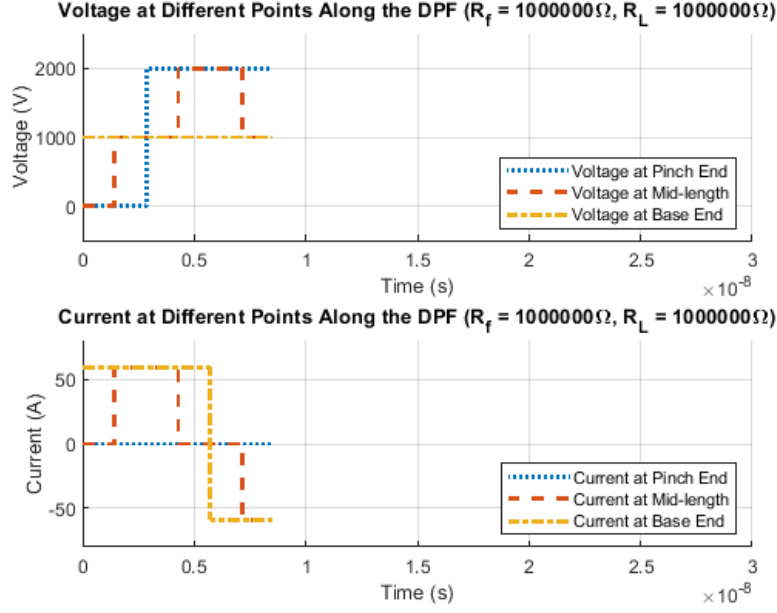 Voltage at Different Points Along the DPF (R_f = 1000000Ω, R_L = 1000000Ω)
Voltage (V)
2000
1000
0
Voltage at Pinch End
Voltage at Mid-length
Voltage at Base End
0 0.5 1 1.5 2 2.5 3
Time (s)
×10⁻⁸
Current at Different Points Along the DPF (R_f = 1000000Ω, R_L = 1000000Ω)
Current (A)
50
0
-50
Current at Pinch End
Current at Mid-length
Current at Base End
0 0.5 1 1.5 2 2.5 3
Time (s)
×10⁻⁸